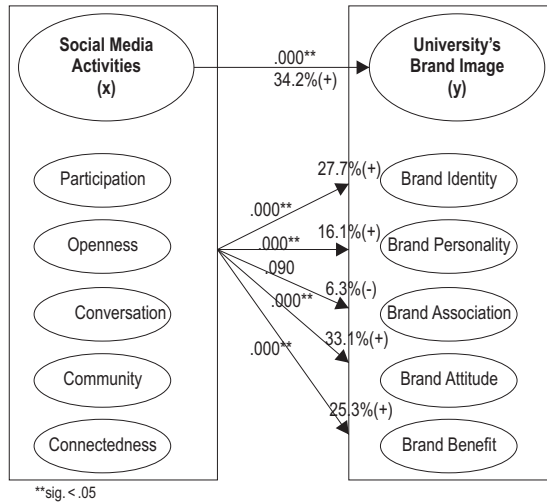 Social Media
Activities
(x)
.000**
34.2%(+)
University's
Brand Image
(y)
Participation
Openness
Conversation
Community
Connectedness
.000**
27.7%(+)
.000**
16.1%(+)
.090
6.3%(-)
.000**
33.1%(+)
.000**
25.3%(+)
Brand Identity
Brand Personality
Brand Association
Brand Attitude
Brand Benefit
**sig. < .05